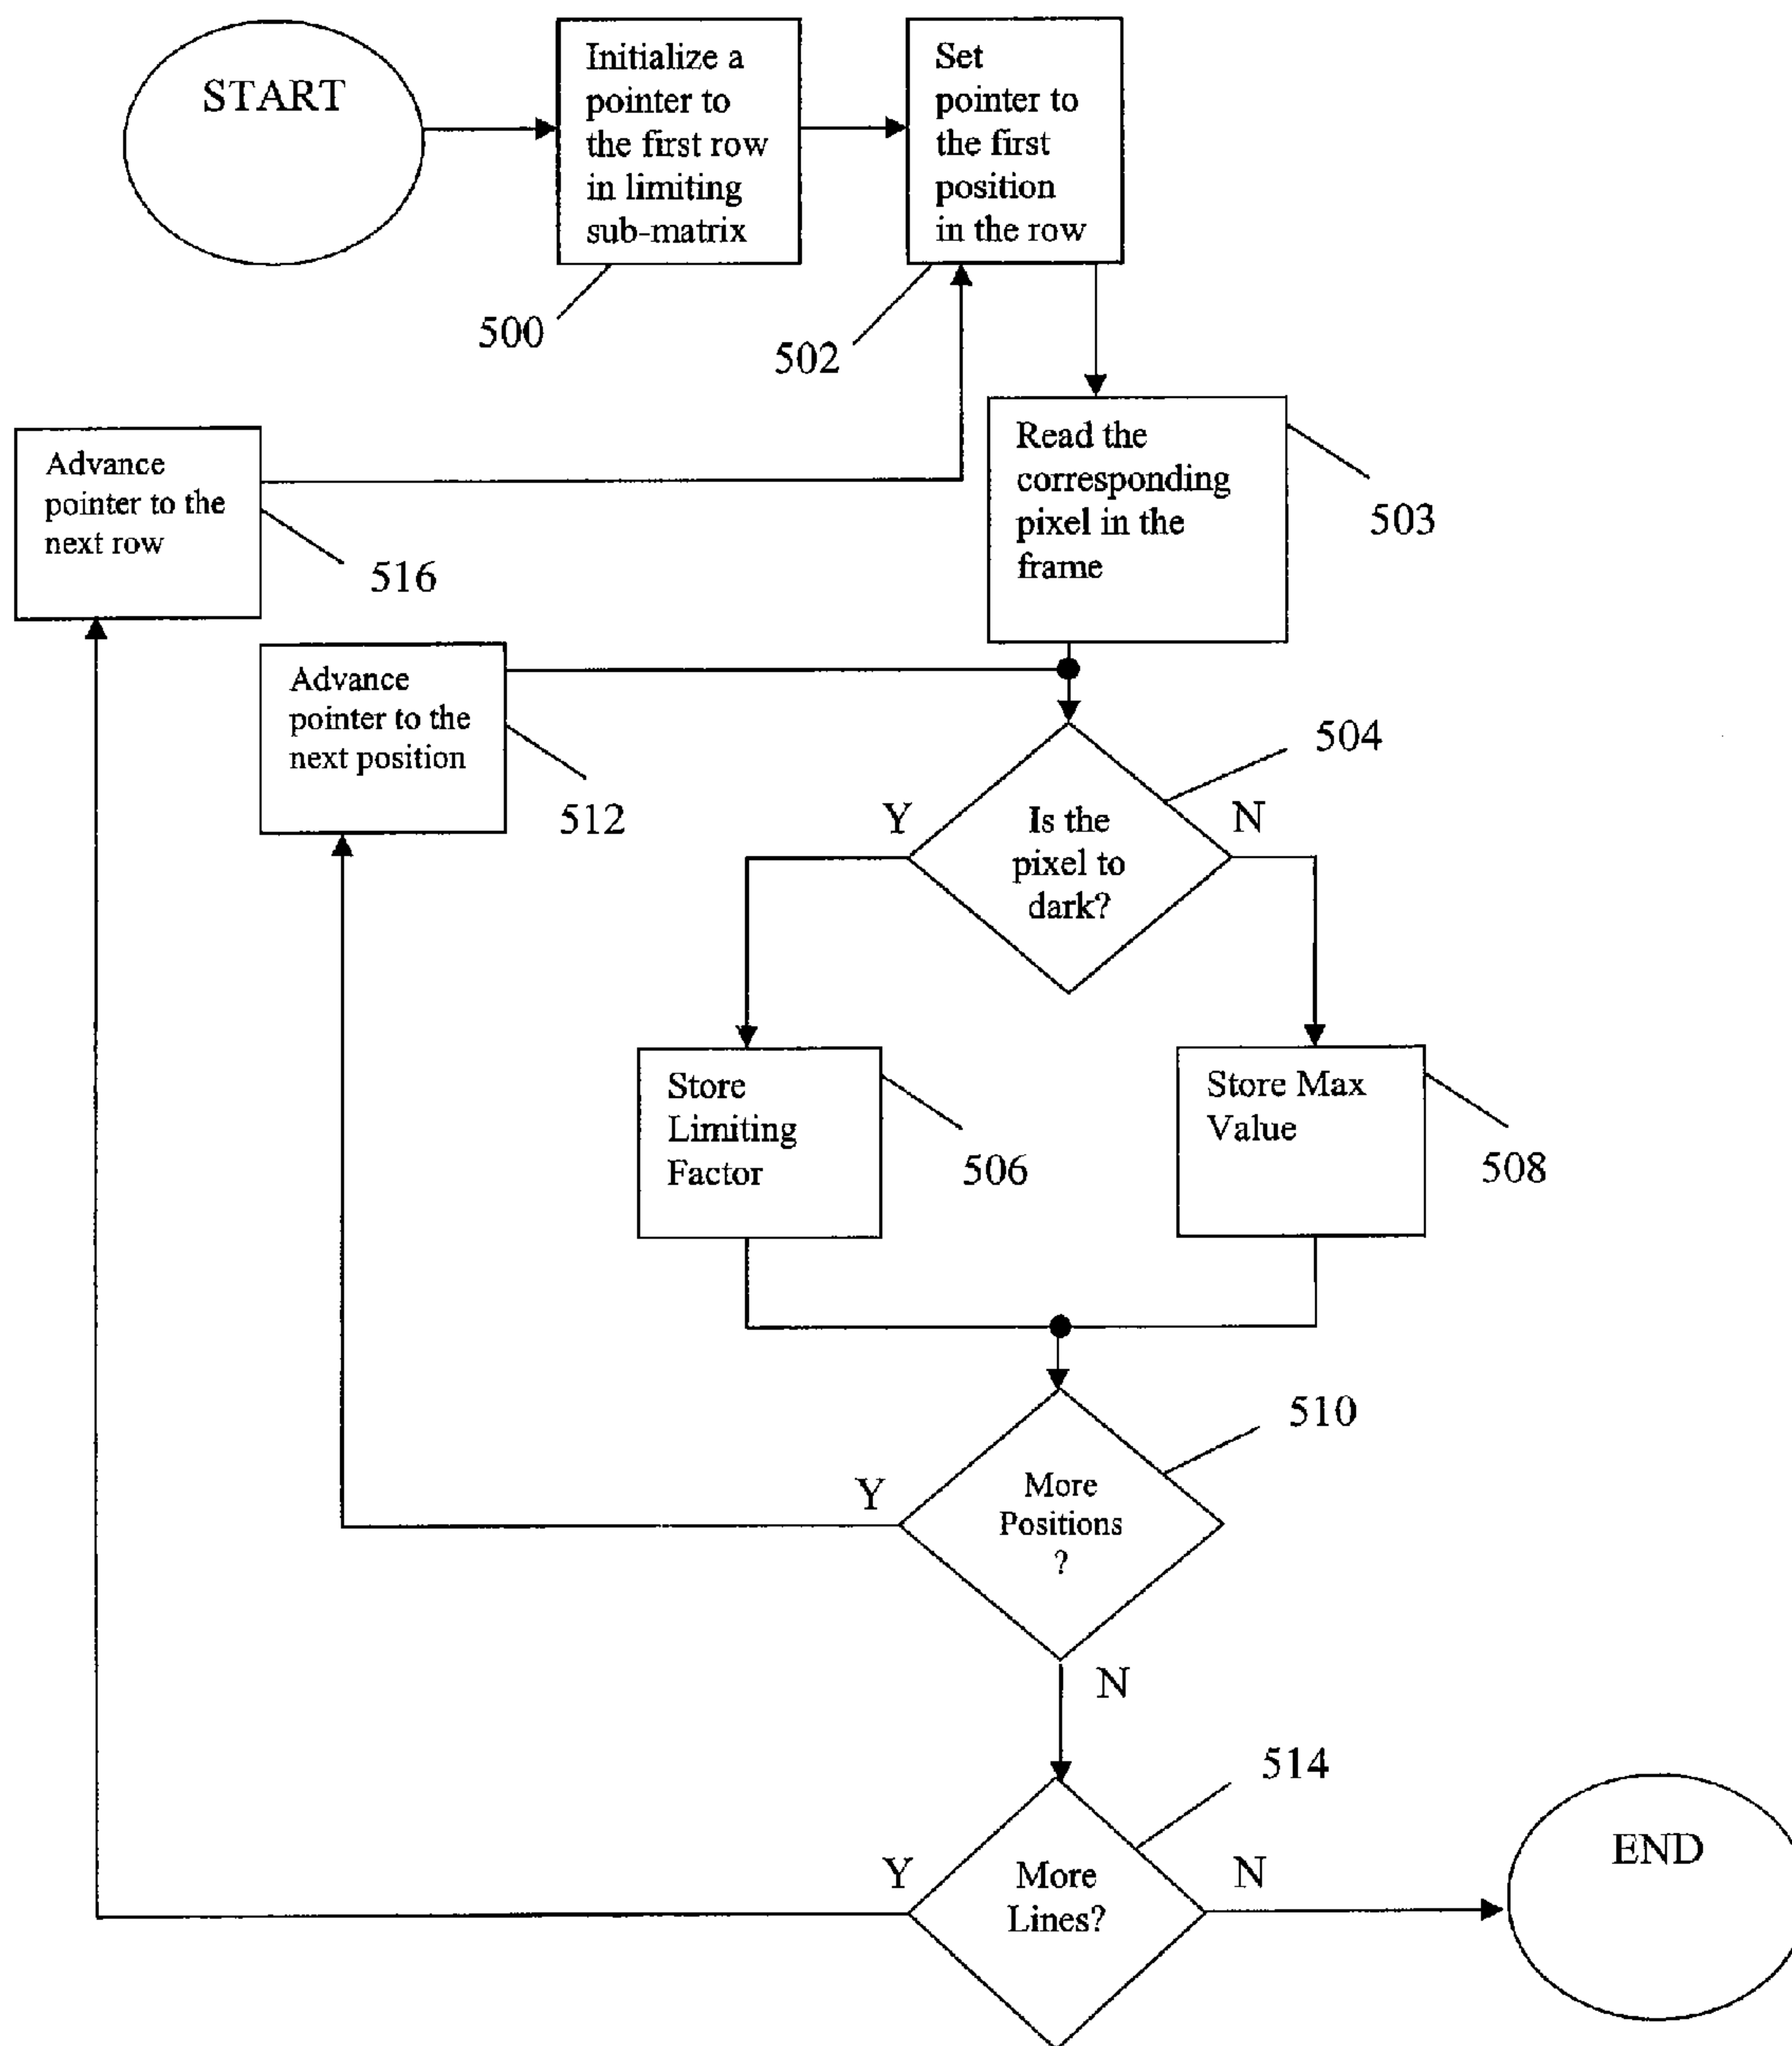 START
Initialize a
pointer to
the first row
in limiting
sub-matrix
500
Set
pointer to
the first
position
in the row
502
Read the
corresponding
pixel in the
frame
503
Advance
pointer to the
next row
516
Advance
pointer to the
next position
512
Is the
pixel to
dark?
504
Y
N
Store
Limiting
Factor
506
Store Max
Value
508
More
Positions
?
510
Y
N
More
Lines?
514
Y
N
END